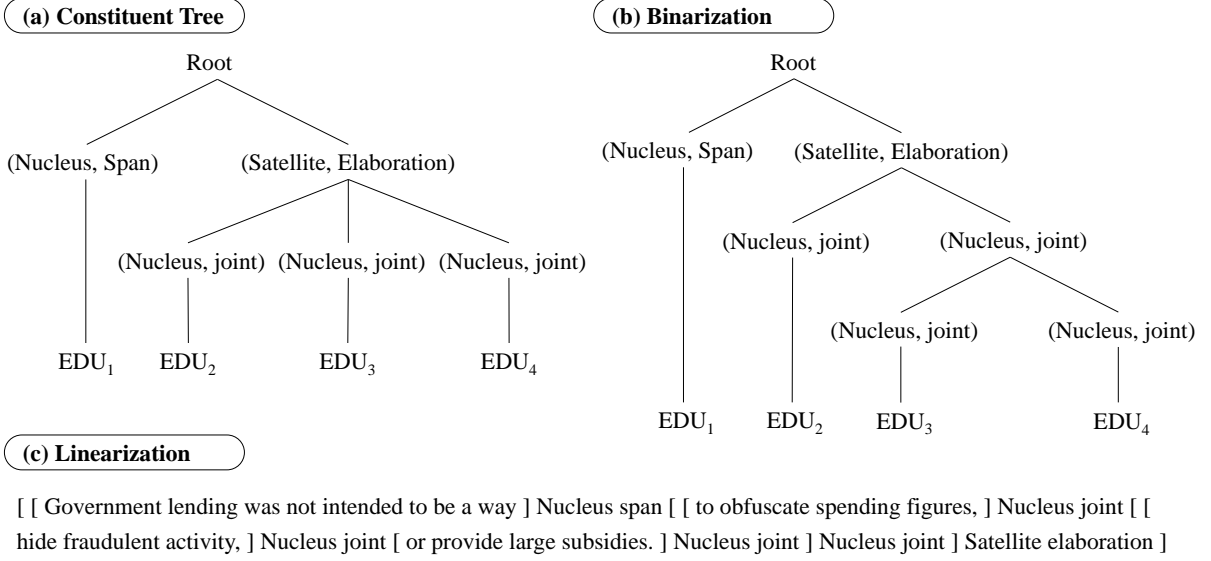 (a) Constituent Tree
Root
(Nucleus, Span) (Satellite, Elaboration)
(Nucleus, joint) (Nucleus, joint) (Nucleus, joint)
EDU1 EDU2 EDU3 EDU4
(b) Binarization
Root
(Nucleus, Span) (Satellite, Elaboration)
(Nucleus, joint) (Nucleus, joint)
(Nucleus, joint) (Nucleus, joint)
EDU1 EDU2 EDU3 EDU4
(c) Linearization
[ [ Government lending was not intended to be a way ] Nucleus span [ [ to obfuscate spending figures, ] Nucleus joint [ [
hide fraudulent activity, ] Nucleus joint [ or provide large subsidies. ] Nucleus joint ] Nucleus joint ] Satellite elaboration ]